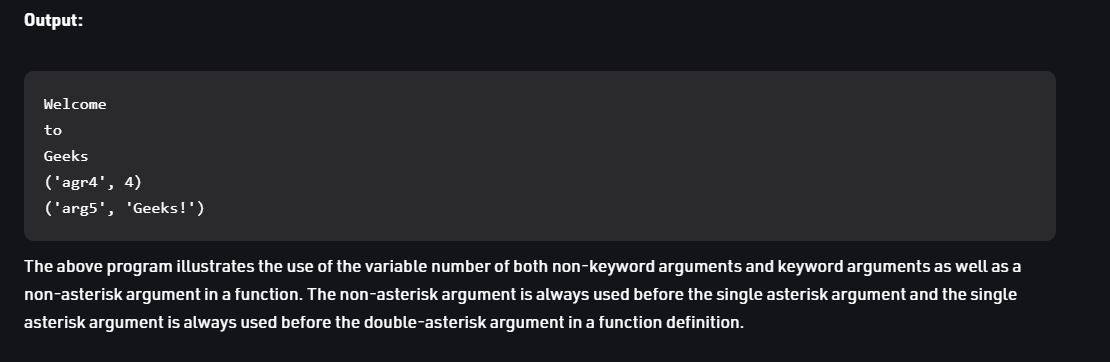 Output:
Welcome
to
Geeks
('agr4', 4)
('arg5', 'Geeks!')
The above program illustrates the use of the variable number of both non-keyword arguments and keyword arguments as well as a
non-asterisk argument in a function. The non-asterisk argument is always used before the single asterisk argument and the single
asterisk argument is always used before the double-asterisk argument in a function definition.